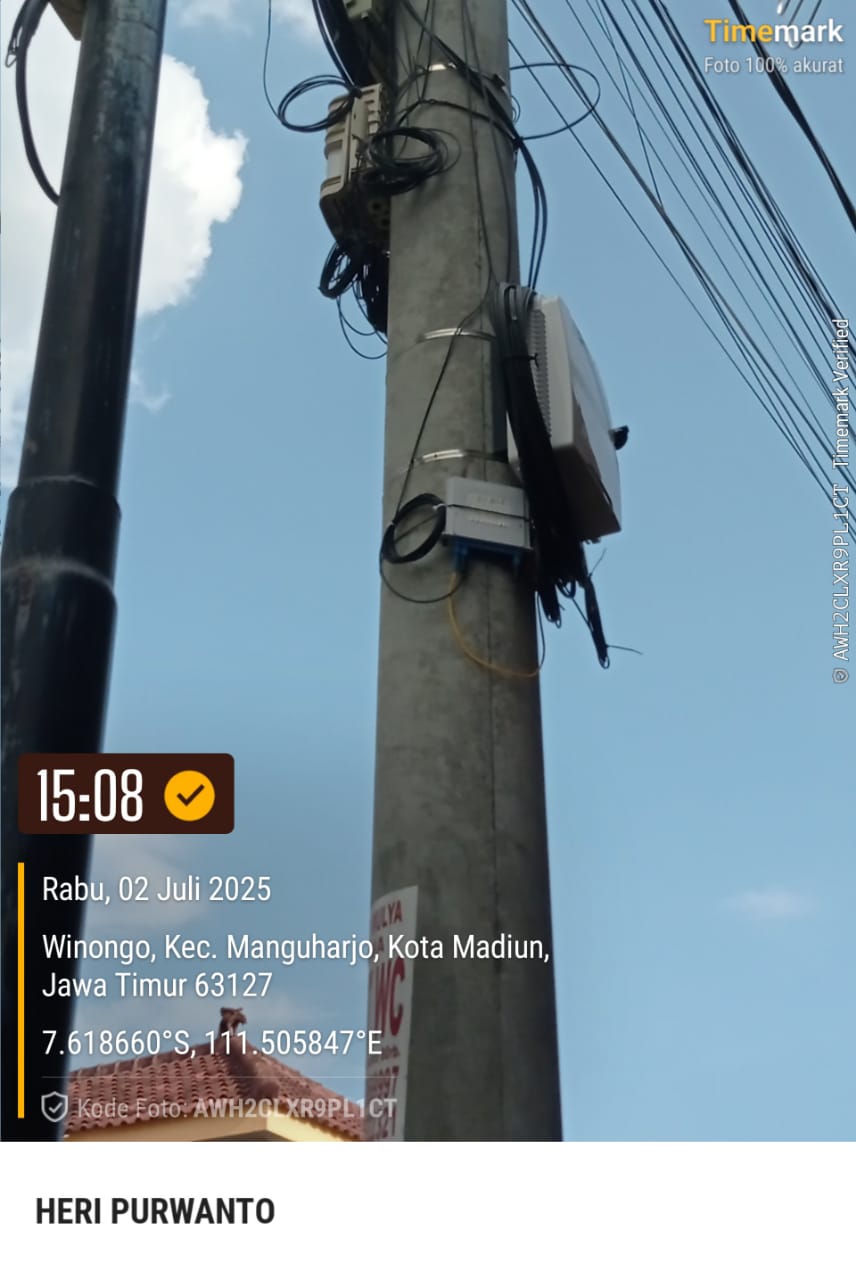 Timemark
Foto 100% akurat
AWH2CLXR9PL1CT Timemark Verified
15:08
Rabu, 02 Juli 2025
Winongo, Kec. Manguharjo, Kota Madiun,
Jawa Timur 63127
7.618660°S, 111.505847°E
Kode Foto: AWH2CLXR9PL1CT
WC
HERI PURWANTO